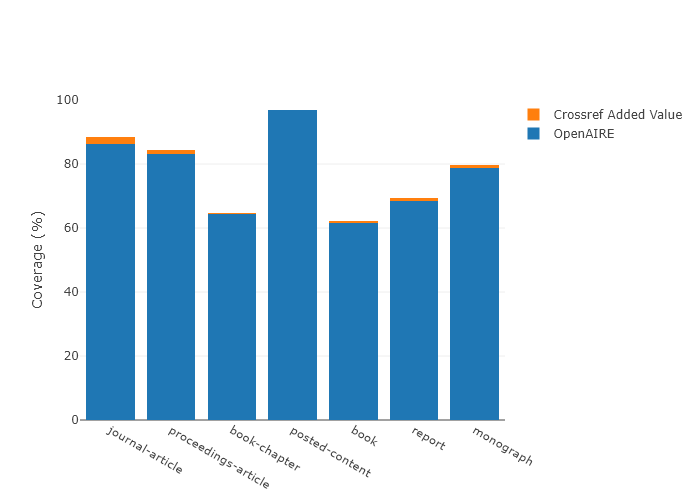 Crossref Added Value
OpenAIRE
Coverage (%)
100
80
60
40
20
0
journal-article
proceedings-article
book-chapter
posted-content
book
report
monograph